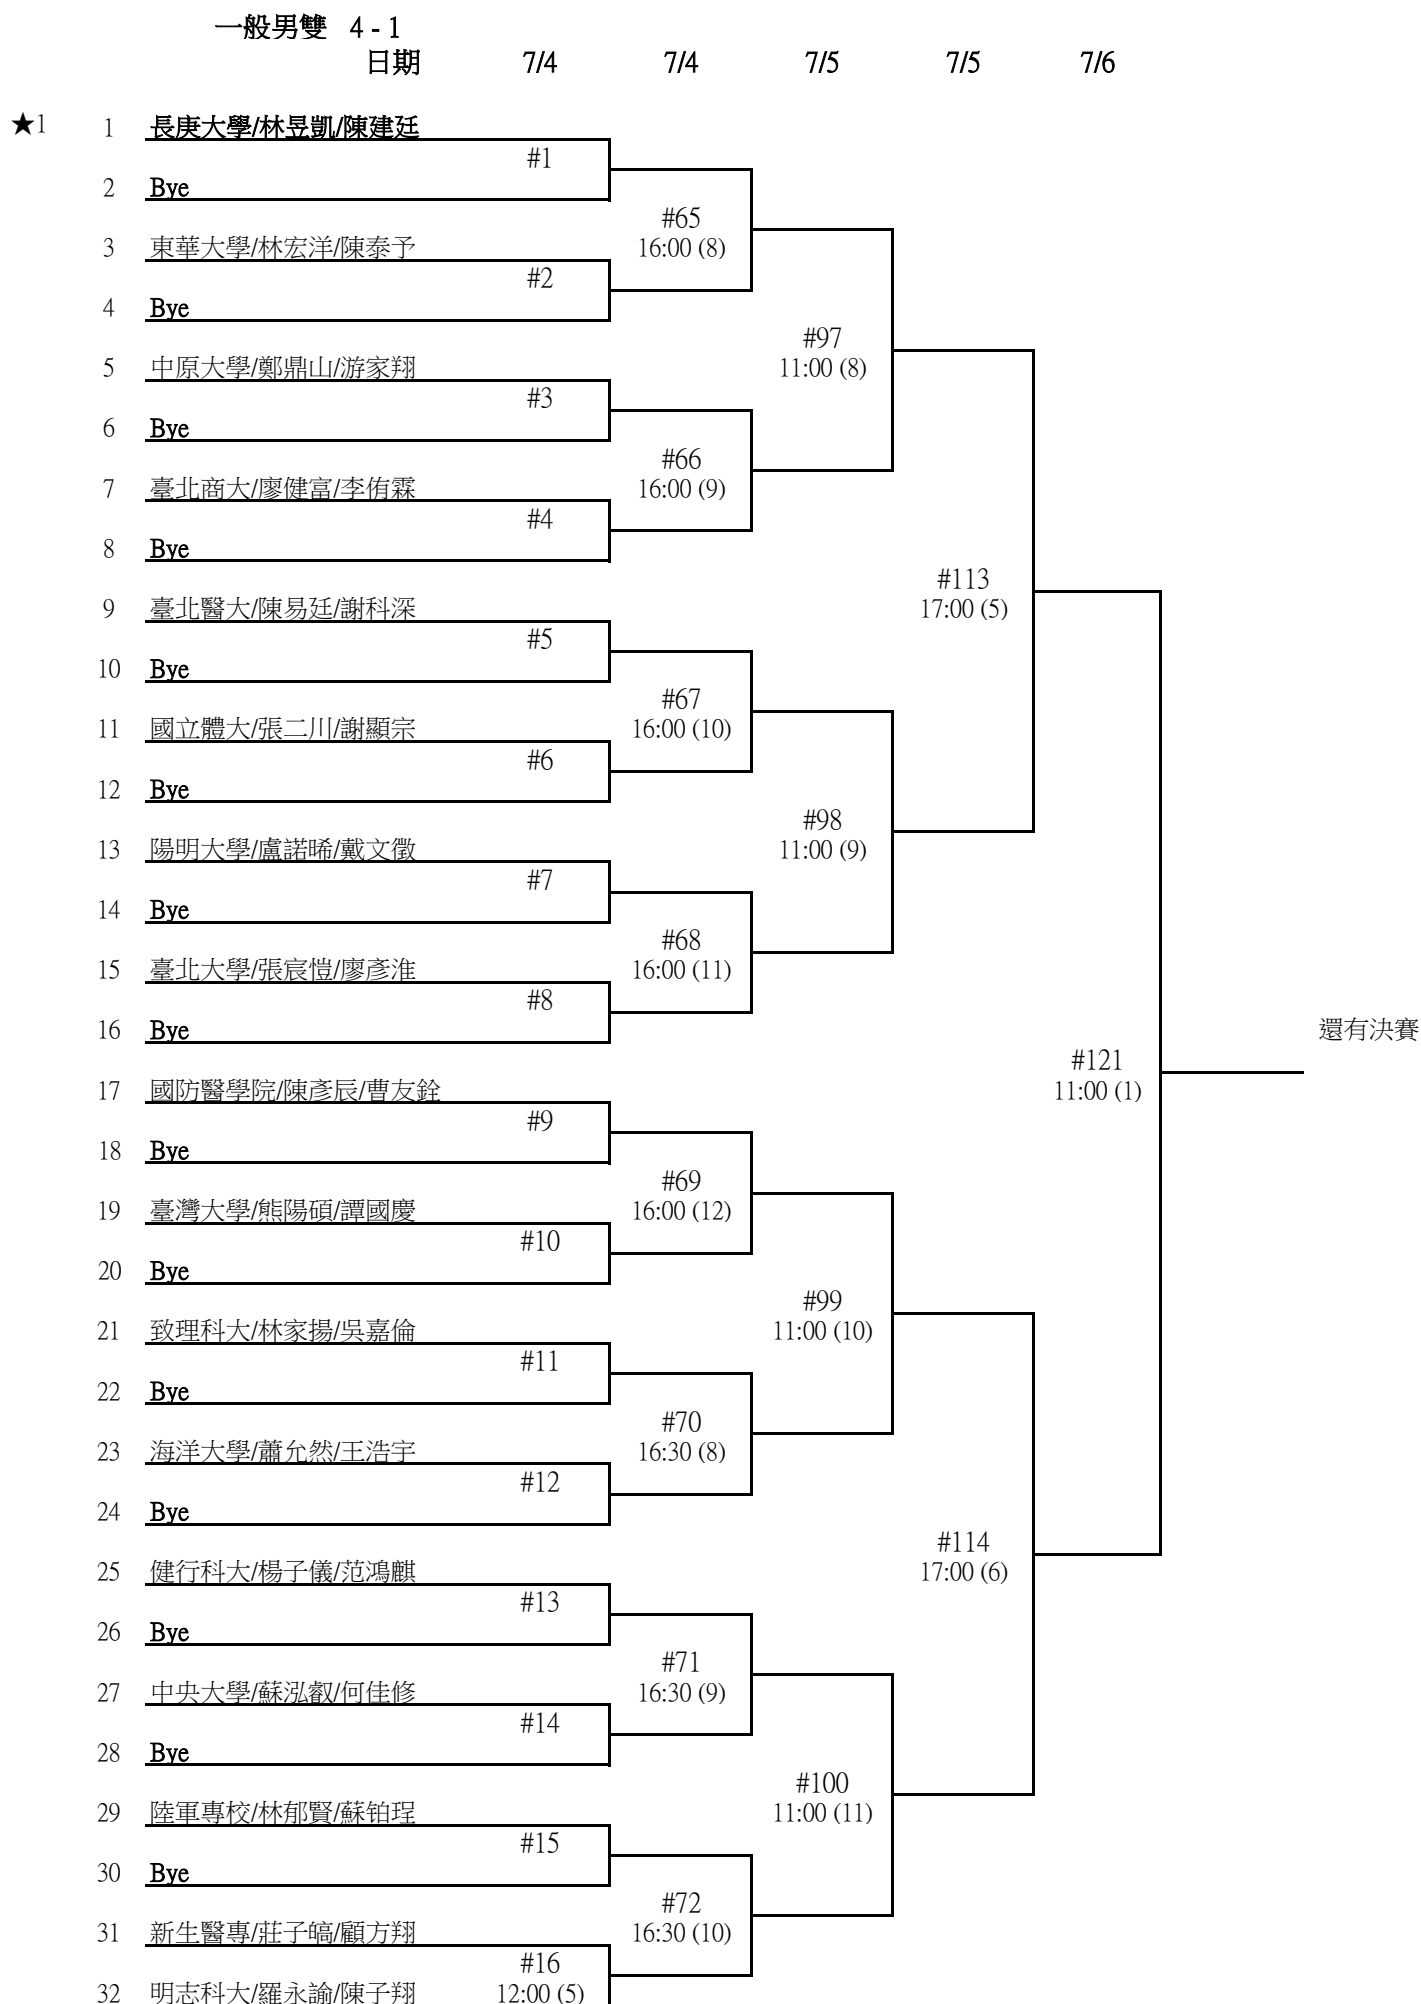 一般男雙 4 - 1
日期 7/4 7/4 7/5 7/5 7/6
★1 1 長庚大學/林昱凱/陳建廷
#1
2 Bye
#65
3 東華大學/林宏洋/陳泰予 16:00 (8)
#2
4 Bye
#97
5 中原大學/鄭鼎山/游家翔 11:00 (8)
#3
6 Bye
#66
7 臺北商大/廖健富/李侑霖 16:00 (9)
#4
8 Bye
#113
9 臺北醫大/陳易廷/謝科深 17:00 (5)
#5
10 Bye
#67
11 國立體大/張二川/謝顯宗 16:00 (10)
#6
12 Bye
#98
13 陽明大學/盧諾晞/戴文徵 11:00 (9)
#7
14 Bye
#68
15 臺北大學/張宸愷/廖彥淮 16:00 (11)
#8
16 Bye 還有決賽
#121
17 國防醫學院/陳彥辰/曹友銓 11:00 (1)
#9
18 Bye
#69
19 臺灣大學/熊陽碩/譚國慶 16:00 (12)
#10
20 Bye
#99
21 致理科大/林家揚/吳嘉倫 11:00 (10)
#11
22 Bye
#70
23 海洋大學/蕭允然/王浩宇 16:30 (8)
#12
24 Bye
#114
25 健行科大/楊子儀/范鴻麒 17:00 (6)
#13
26 Bye
#71
27 中央大學/蘇泓叡/何佳修 16:30 (9)
#14
28 Bye
#100
29 陸軍專校/林郁賢/蘇铂珵 11:00 (11)
#15
30 Bye
#72
31 新生醫專/莊子皜/顧方翔 16:30 (10)
#16
32 明志科大/羅永諭/陳子翔 12:00 (5)